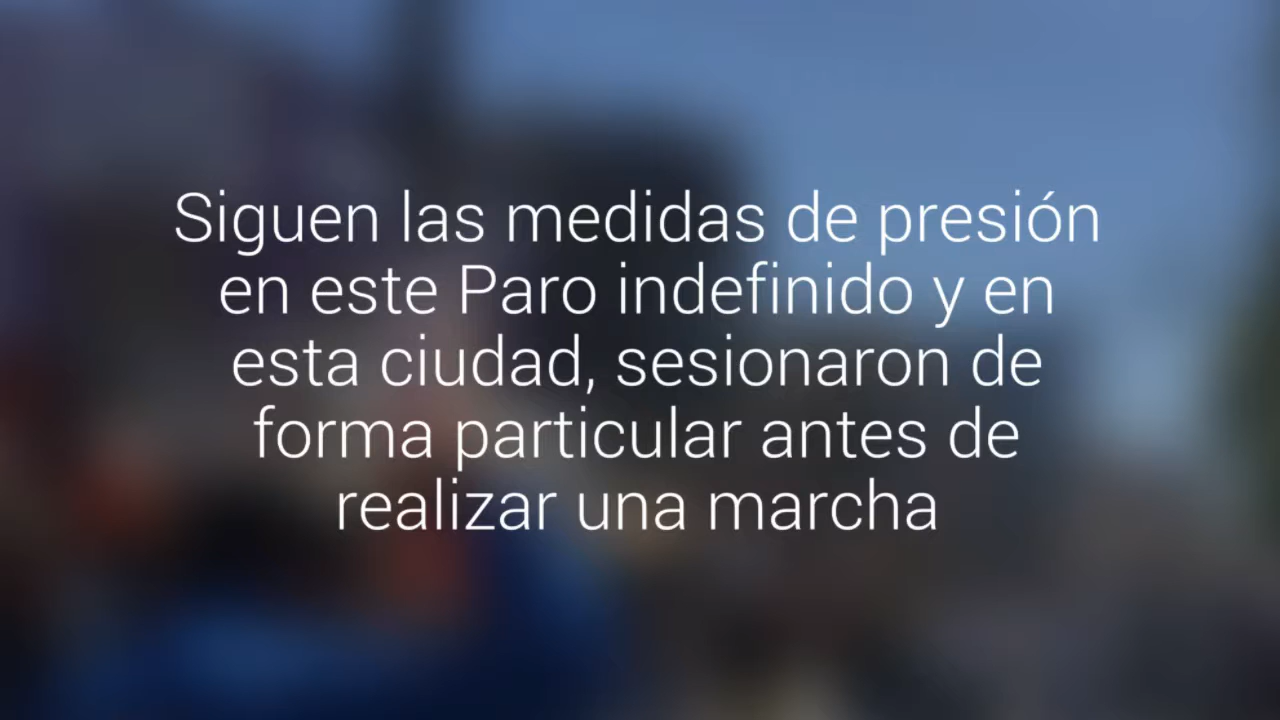 Siguen las medidas de presión
en este Paro indefinido y en
esta ciudad, sesionaron de
forma particular antes de
realizar una marcha